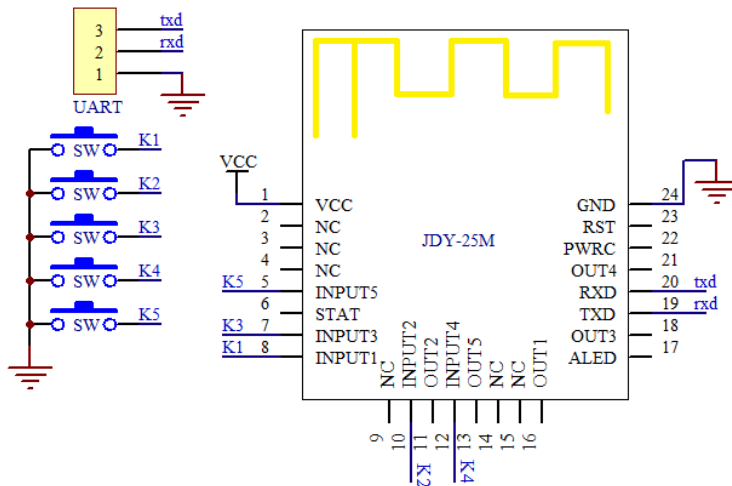 3 txd
2 rxd
1
UART
SW K1
SW K2
SW K3
SW K4
SW K5
VCC
JDY-25M
1 VCC
2 NC
3 NC
4 NC
K5 5 INPUT5
6 STAT
K3 7 INPUT3
K1 8 INPUT1
GND 24
RST 23
PWRC 22
OUT4 21
RXD 20 txd
TXD 19 rxd
OUT3 18
ALED 17
NC 9
INPUT2 10 K2
OUT2 11
INPUT4 12 K4
OUT5 13
NC 14
NC 15
OUT1 16